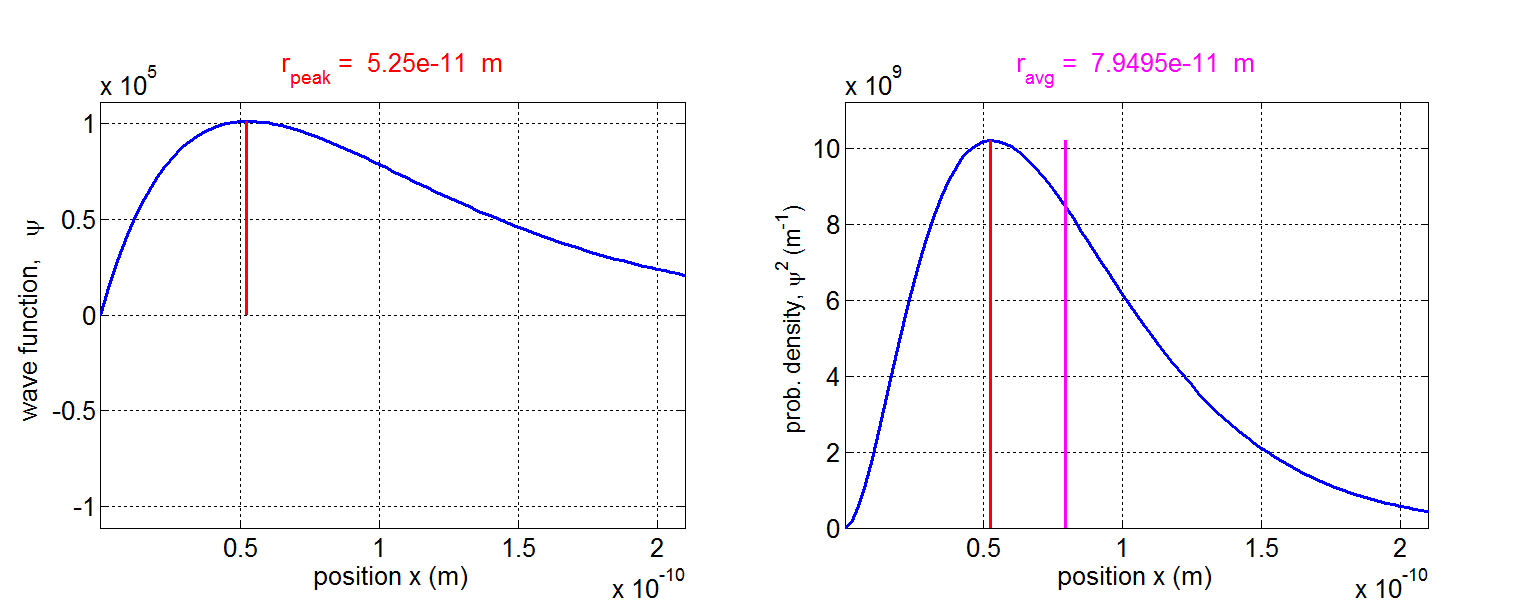 r_peak = 5.25e-11 m
x 10^5
1
0.5
0
-0.5
-1
wave function, ψ
0.5 1 1.5 2
position x (m)
x 10^-10
r_avg = 7.9495e-11 m
x 10^9
10
8
6
4
2
0
prob. density, ψ^2 (m^-1)
0.5 1 1.5 2
position x (m)
x 10^-10